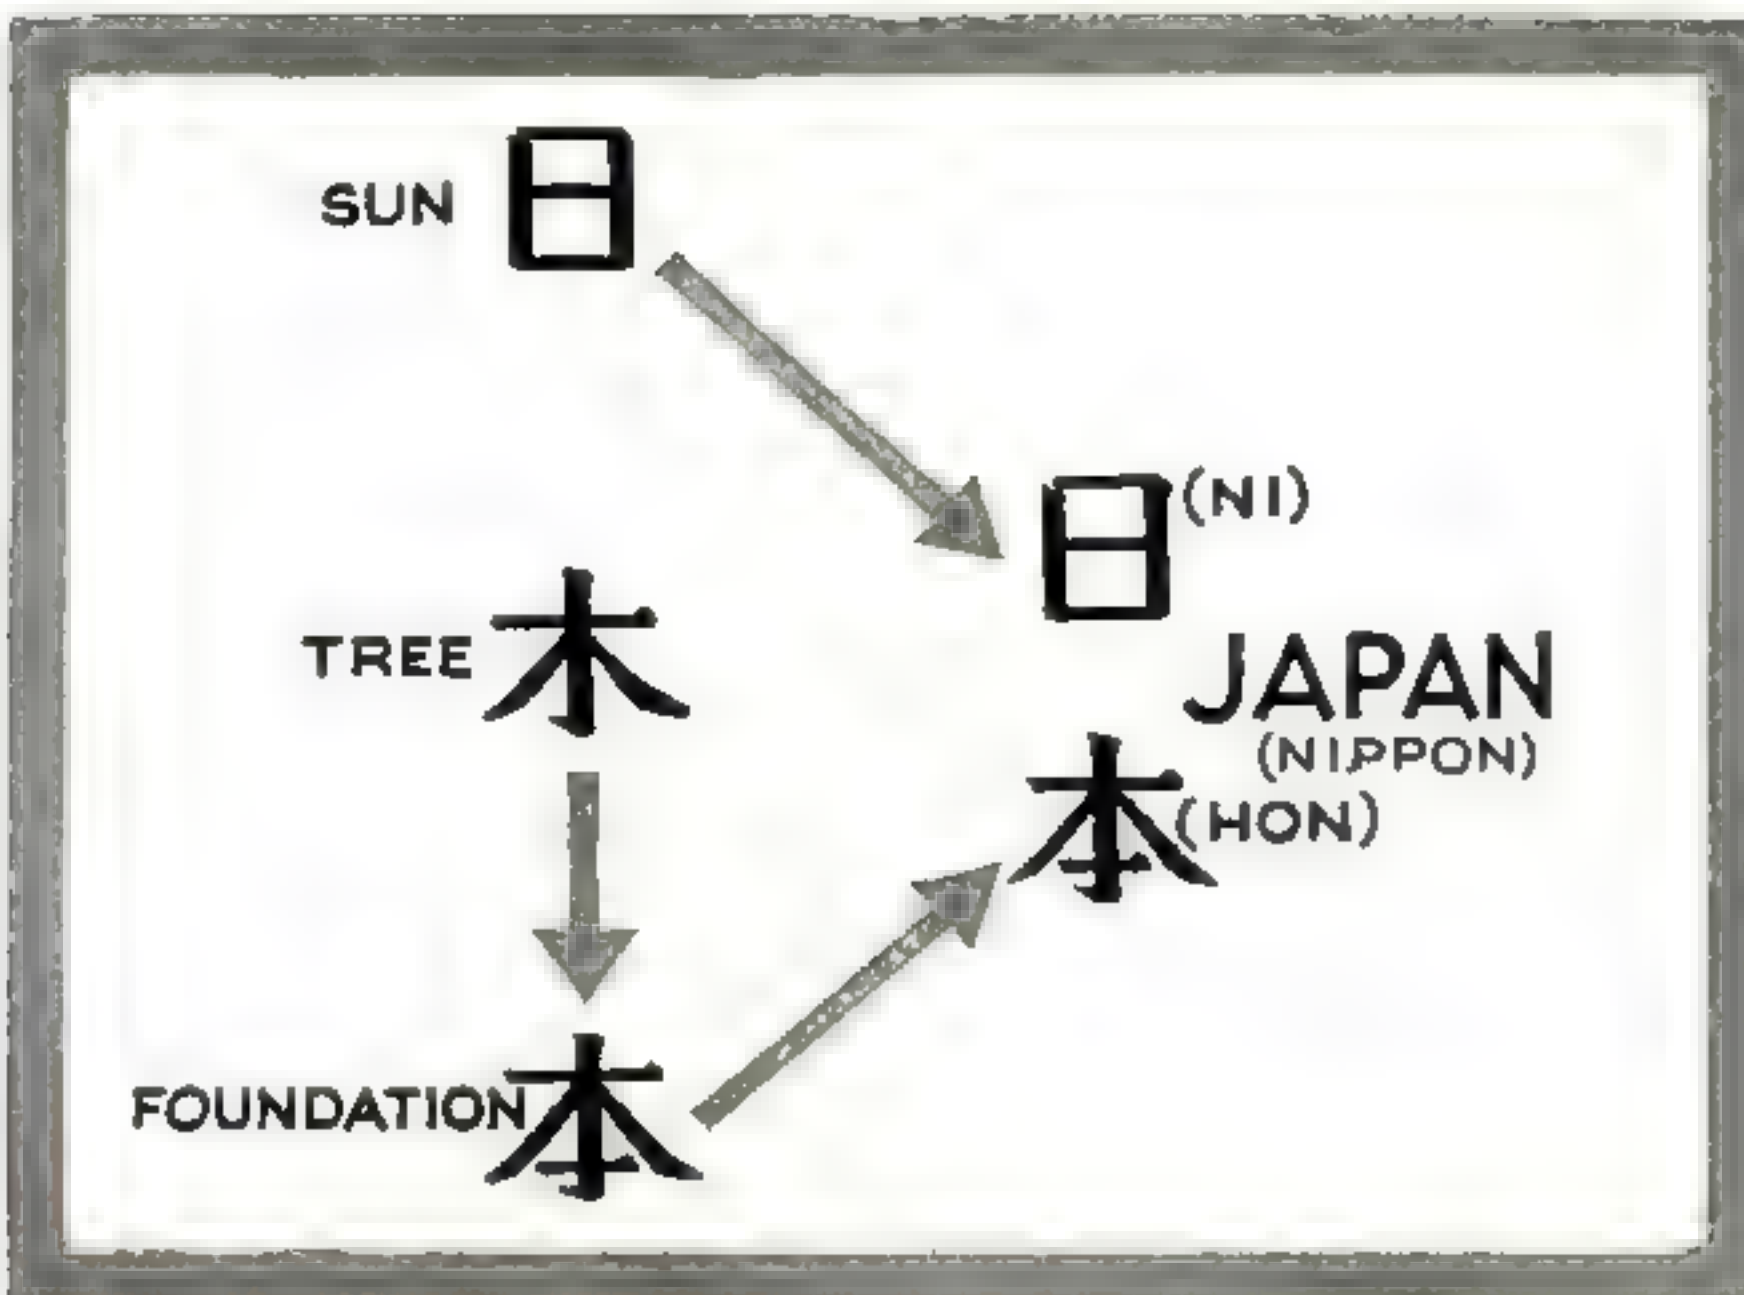 SUN 日
日 (NI)
TREE 木
JAPAN
(NIPPON)
本 (HON)
FOUNDATION 本